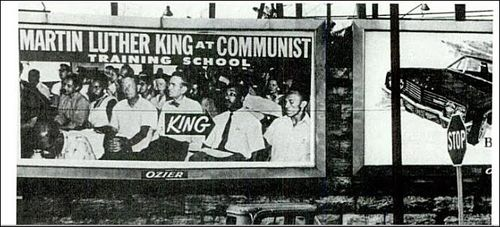 MARTIN LUTHER KING AT COMMUNIST
TRAINING SCHOOL
KING
OZIER
B
STOP